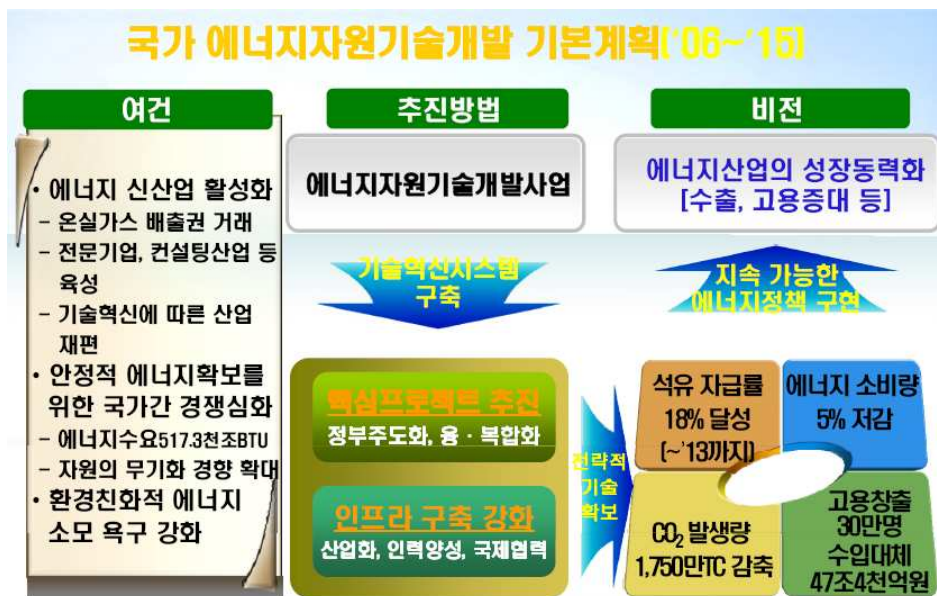 국가 에너지자원기술개발 기본계획('06~'15)
여건
• 에너지 신산업 활성화
– 온실가스 배출권 거래
– 전문기업, 컨설팅산업 등
육성
– 기술혁신에 따른 산업
재편
• 안정적 에너지확보를
위한 국가간 경쟁심화
–에너지수요517.3천조BTU
– 자원의 무기화 경향 확대
• 환경친화적 에너지
소모 욕구 강화
추진방법
에너지자원기술개발사업
기술혁신시스템
구축
핵심프로젝트 추진
정부주도화, 융 · 복합화
인프라 구축 강화
산업화, 인력양성, 국제협력
전략적
기술
확보
비전
에너지산업의 성장동력화
[수출, 고용증대 등]
지속 가능한
에너지정책 구현
석유 자급률
18% 달성
(~'13까지)
에너지 소비량
5% 저감
CO₂ 발생량
1,750만TC 감축
고용창출
30만명
수입대체
47조4천억원